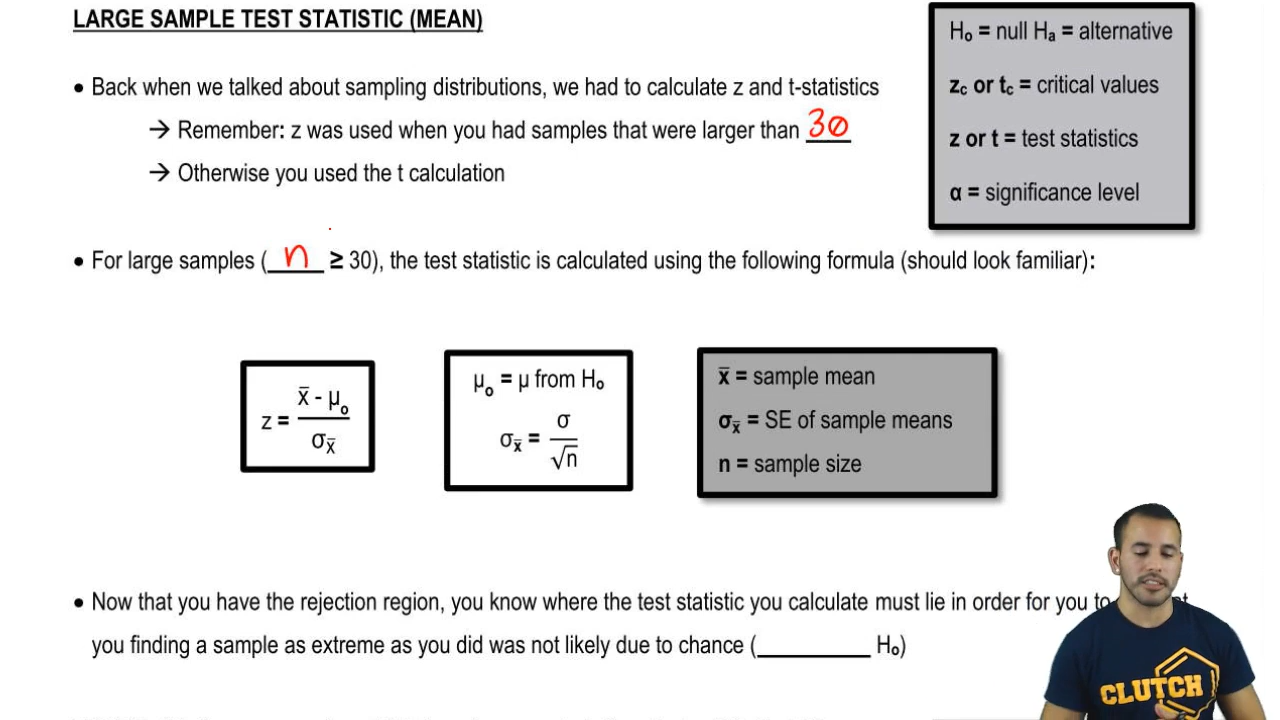 LARGE SAMPLE TEST STATISTIC (MEAN)
• Back when we talked about sampling distributions, we had to calculate z and t-statistics
→ Remember: z was used when you had samples that were larger than 30
→ Otherwise you used the t calculation
Hₒ = null Hₐ = alternative
z꜀ or t꜀ = critical values
z or t = test statistics
α = significance level
• For large samples (n ≥ 30), the test statistic is calculated using the following formula (should look familiar):
z = (x̄ - μₒ) / σx̄
μₒ = μ from Hₒ
σx̄ = σ / √n
x̄ = sample mean
σx̄ = SE of sample means
n = sample size
• Now that you have the rejection region, you know where the test statistic you calculate must lie in order for you to
you finding a sample as extreme as you did was not likely due to chance (__________ Hₒ)
CLUTCH